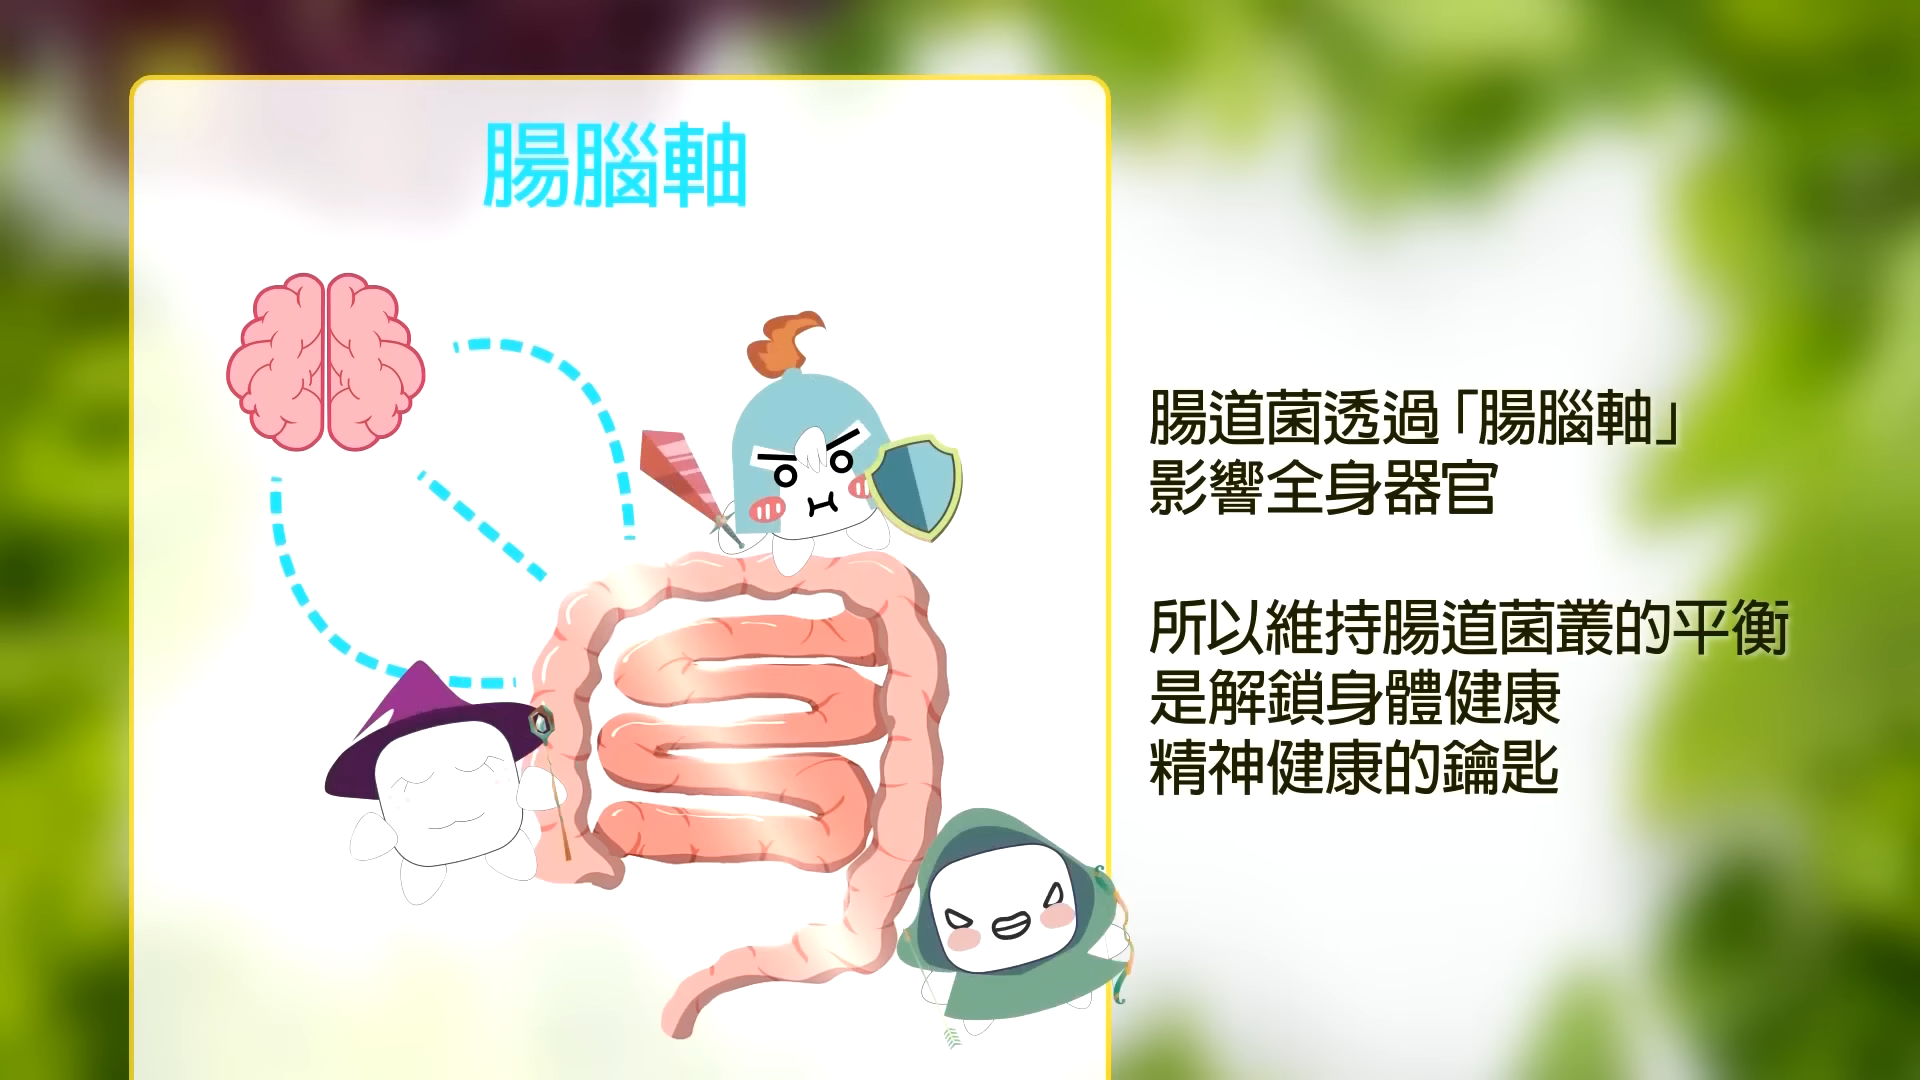 腸腦軸
腸道菌透過「腸腦軸」
影響全身器官
所以維持腸道菌叢的平衡
是解鎖身體健康
精神健康的鑰匙